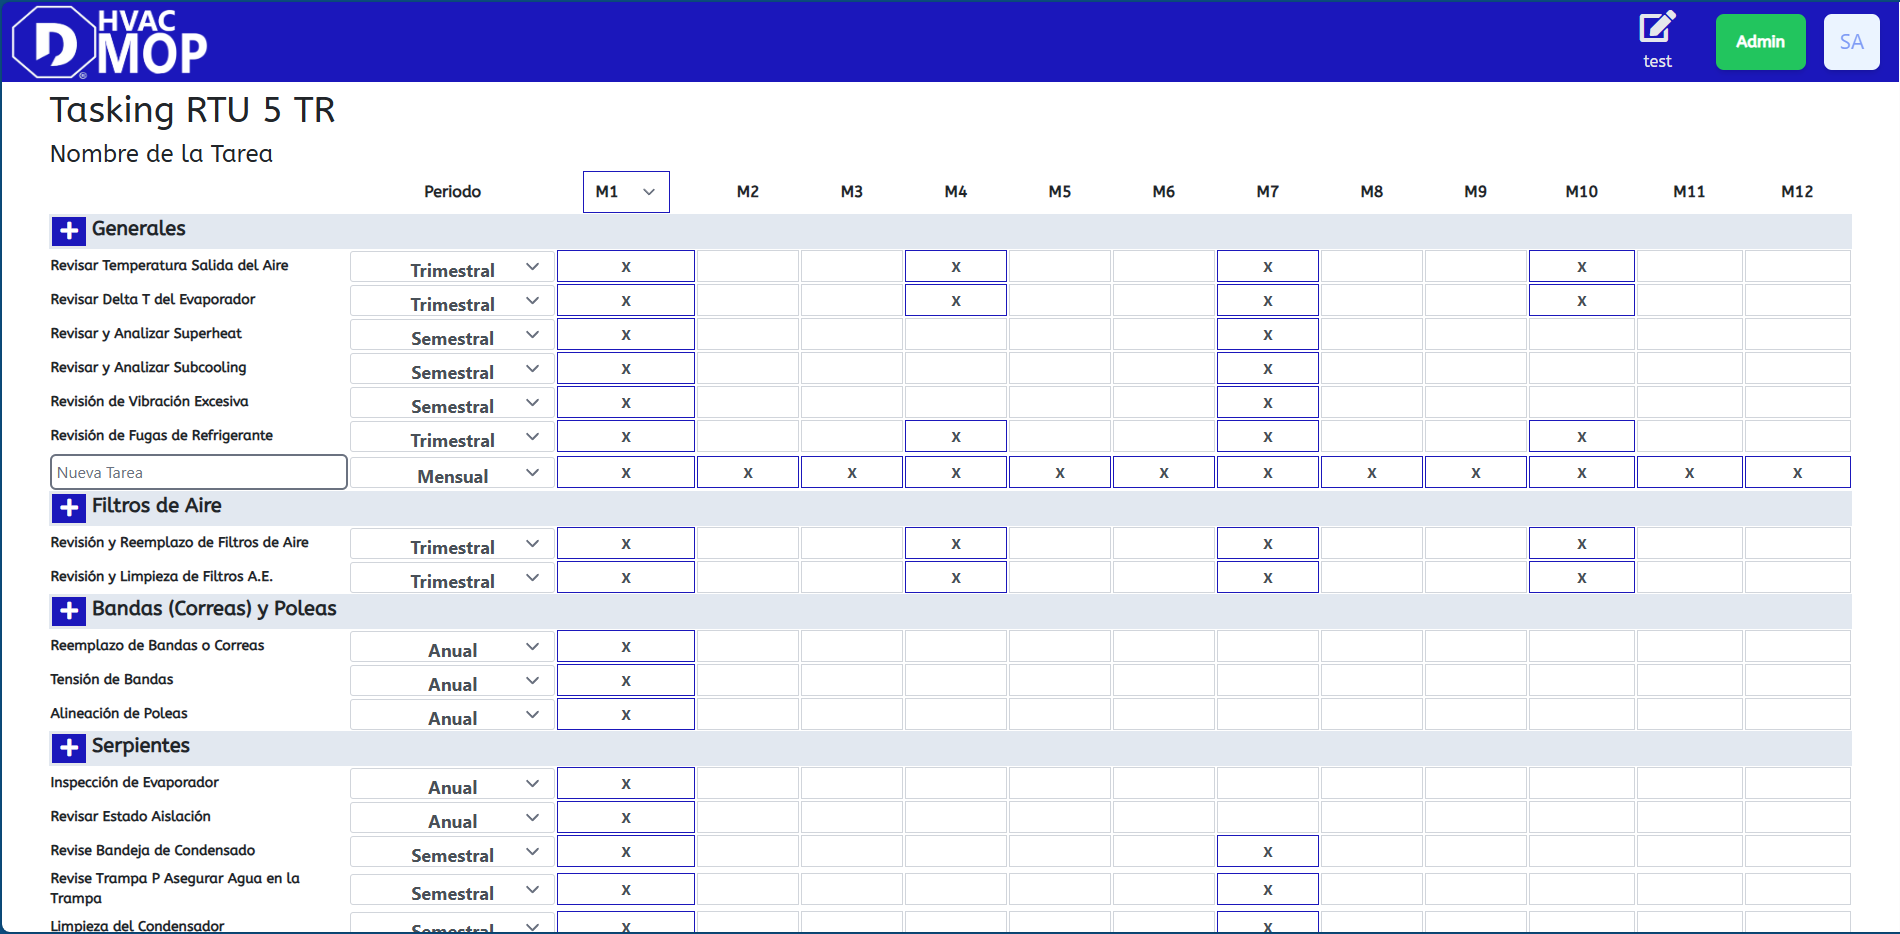 HVAC
D MOP ®
test
Admin
SA
Tasking RTU 5 TR
Nombre de la Tarea
Periodo M1 M2 M3 M4 M5 M6 M7 M8 M9 M10 M11 M12
+ Generales
Revisar Temperatura Salida del Aire Trimestral X X X X
Revisar Delta T del Evaporador Trimestral X X X X
Revisar y Analizar Superheat Semestral X X
Revisar y Analizar Subcooling Semestral X X
Revisión de Vibración Excesiva Semestral X X
Revisión de Fugas de Refrigerante Trimestral X X X X
Nueva Tarea Mensual X X X X X X X X X X X X
+ Filtros de Aire
Revisión y Reemplazo de Filtros de Aire Trimestral X X X X
Revisión y Limpieza de Filtros A.E. Trimestral X X X X
+ Bandas (Correas) y Poleas
Reemplazo de Bandas o Correas Anual X
Tensión de Bandas Anual X
Alineación de Poleas Anual X
+ Serpientes
Inspección de Evaporador Anual X
Revisar Estado Aislación Anual X
Revise Bandeja de Condensado Semestral X X
Revise Trampa P Asegurar Agua en la
Trampa Semestral X X
Limpieza del Condensador Semestral X X